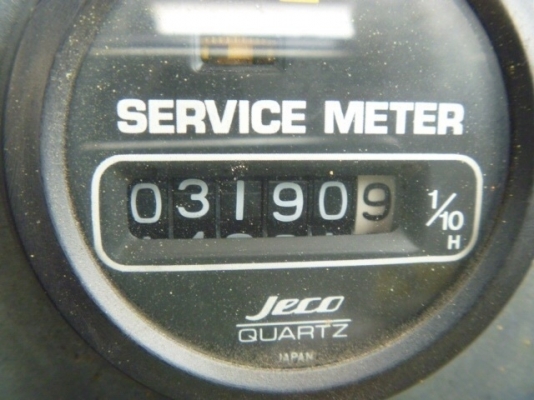 SERVICE METER
031909 1/10
H
Jeco
QUARTZ
JAPAN